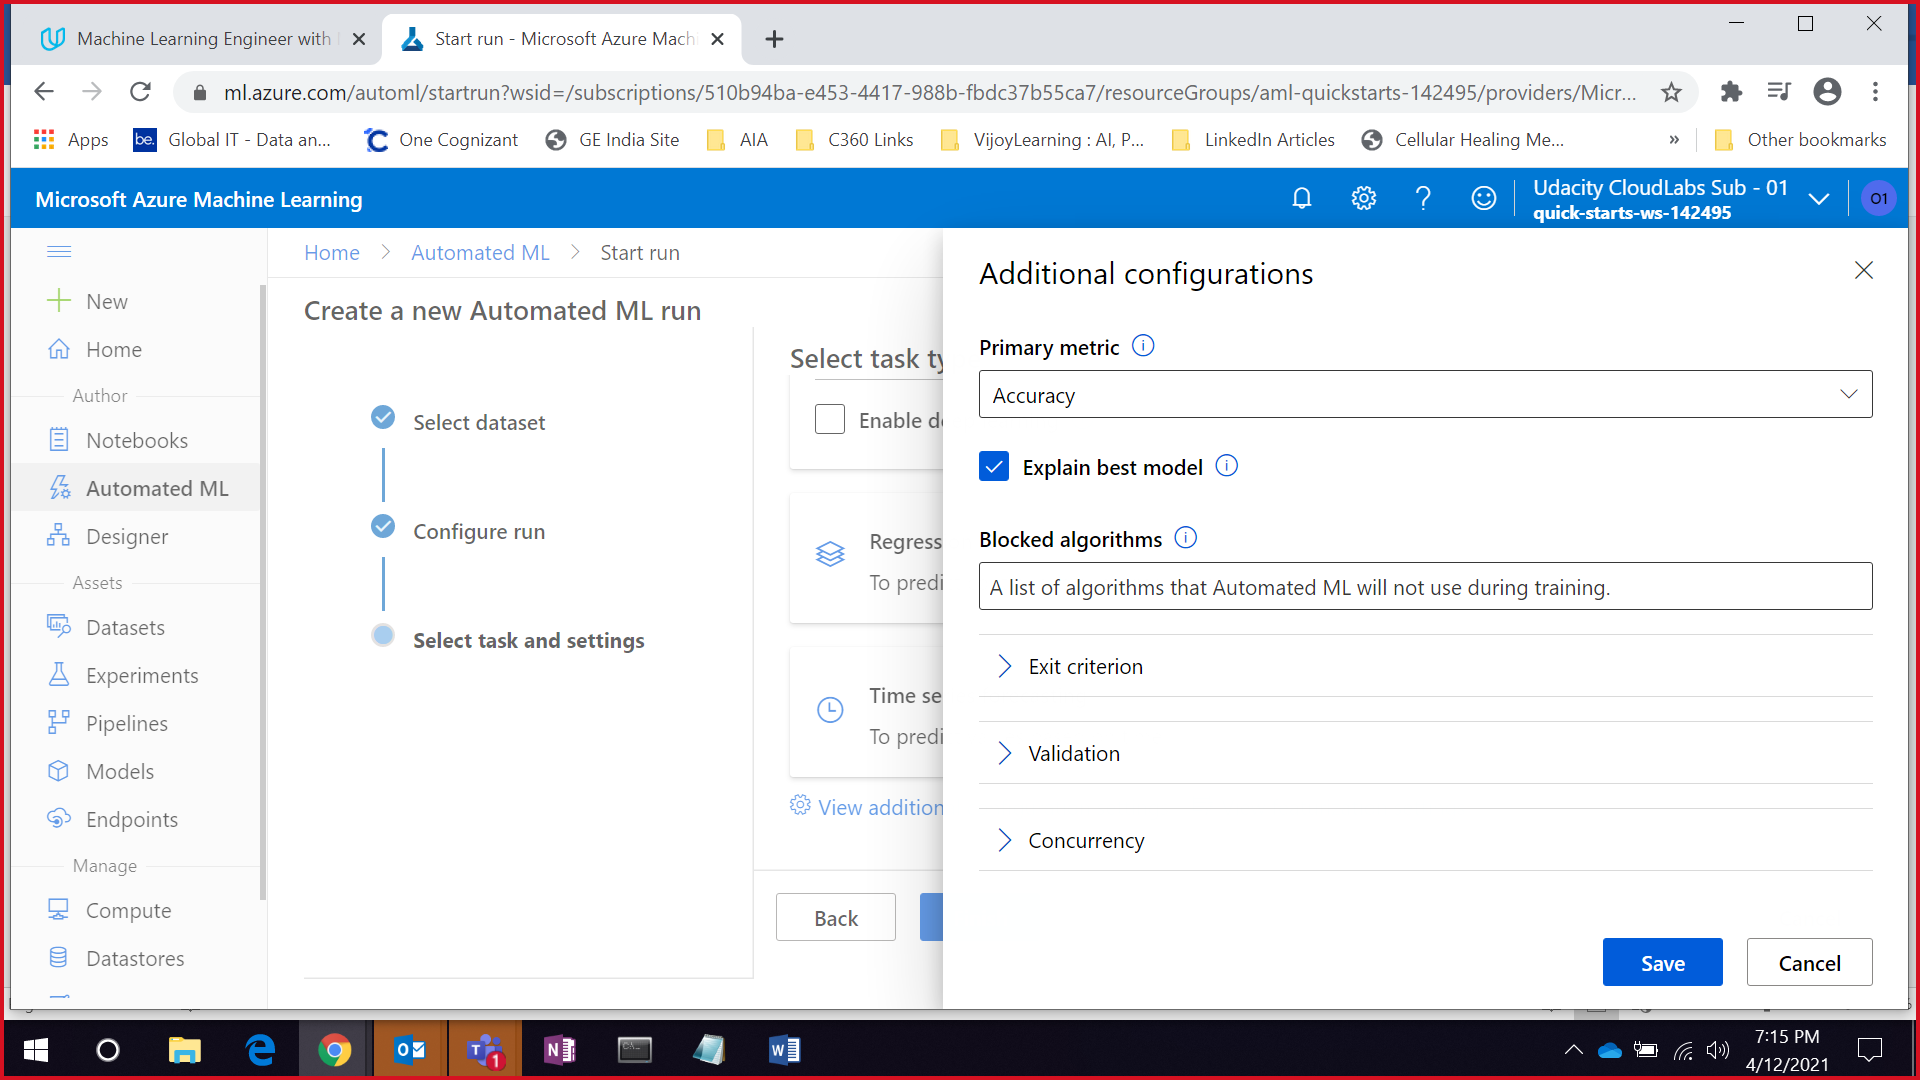 Machine Learning Engineer with
Start run - Microsoft Azure Mach
ml.azure.com/automl/startrun?wsid=/subscriptions/510b94ba-e453-4417-988b-fbdc37b55ca7/resourceGroups/aml-quickstarts-142495/providers/Micr...
Apps
be.
Global IT - Data an...
One Cognizant
GE India Site
AIA
C360 Links
VijoyLearning : AI, P...
LinkedIn Articles
Cellular Healing Me...
»
Other bookmarks
Microsoft Azure Machine Learning
Udacity CloudLabs Sub - 01
quick-starts-ws-142495
O1
Home > Automated ML > Start run
New
Home
Author
Notebooks
Automated ML
Designer
Assets
Datasets
Experiments
Pipelines
Models
Endpoints
Manage
Compute
Datastores
Create a new Automated ML run
Select dataset
Configure run
Select task and settings
Select task ty
Enable de
Regress
To predi
Time se
To predi
View addition
Back
Additional configurations
Primary metric
Accuracy
Explain best model
Blocked algorithms
A list of algorithms that Automated ML will not use during training.
Exit criterion
Validation
Concurrency
Save
Cancel
1
7:15 PM
4/12/2021